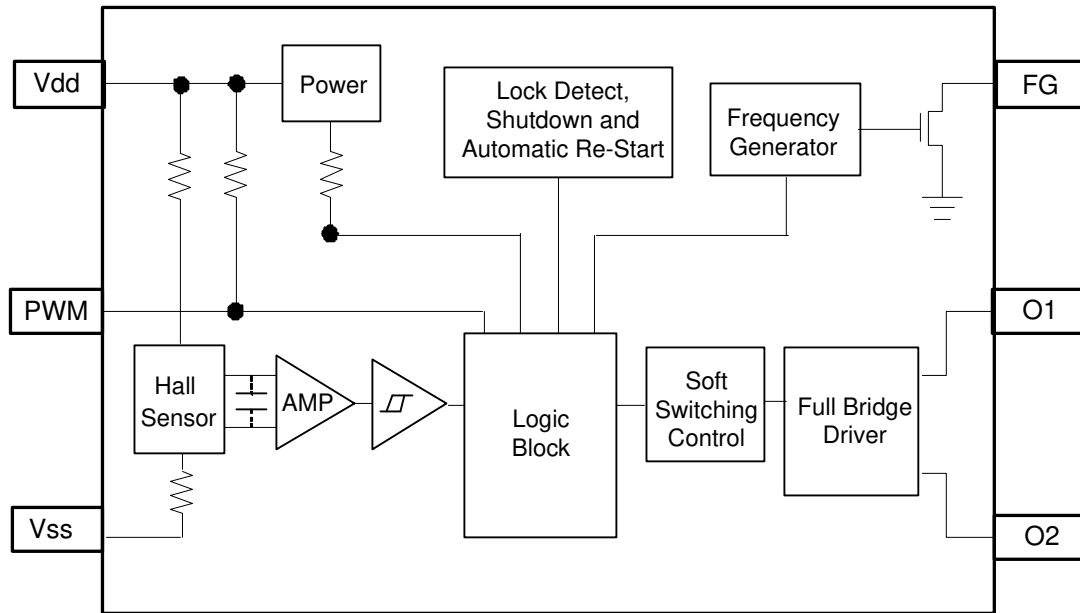 Vdd
Power
Lock Detect,
Shutdown and
Automatic Re-Start
Frequency
Generator
FG
PWM
O1
Hall
Sensor
AMP
Logic
Block
Soft
Switching
Control
Full Bridge
Driver
Vss
O2